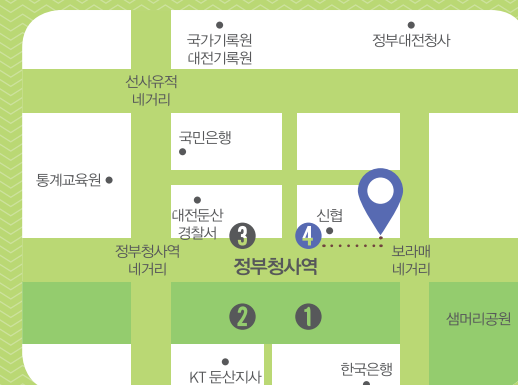 국가기록원
대전기록원
정부대전청사
선사유적
네거리
국민은행
통계교육원
대전둔산
경찰서
신협
3
4
정부청사역
네거리
정부청사역
보라매
네거리
2
1
샘머리공원
KT 둔산지사
한국은행